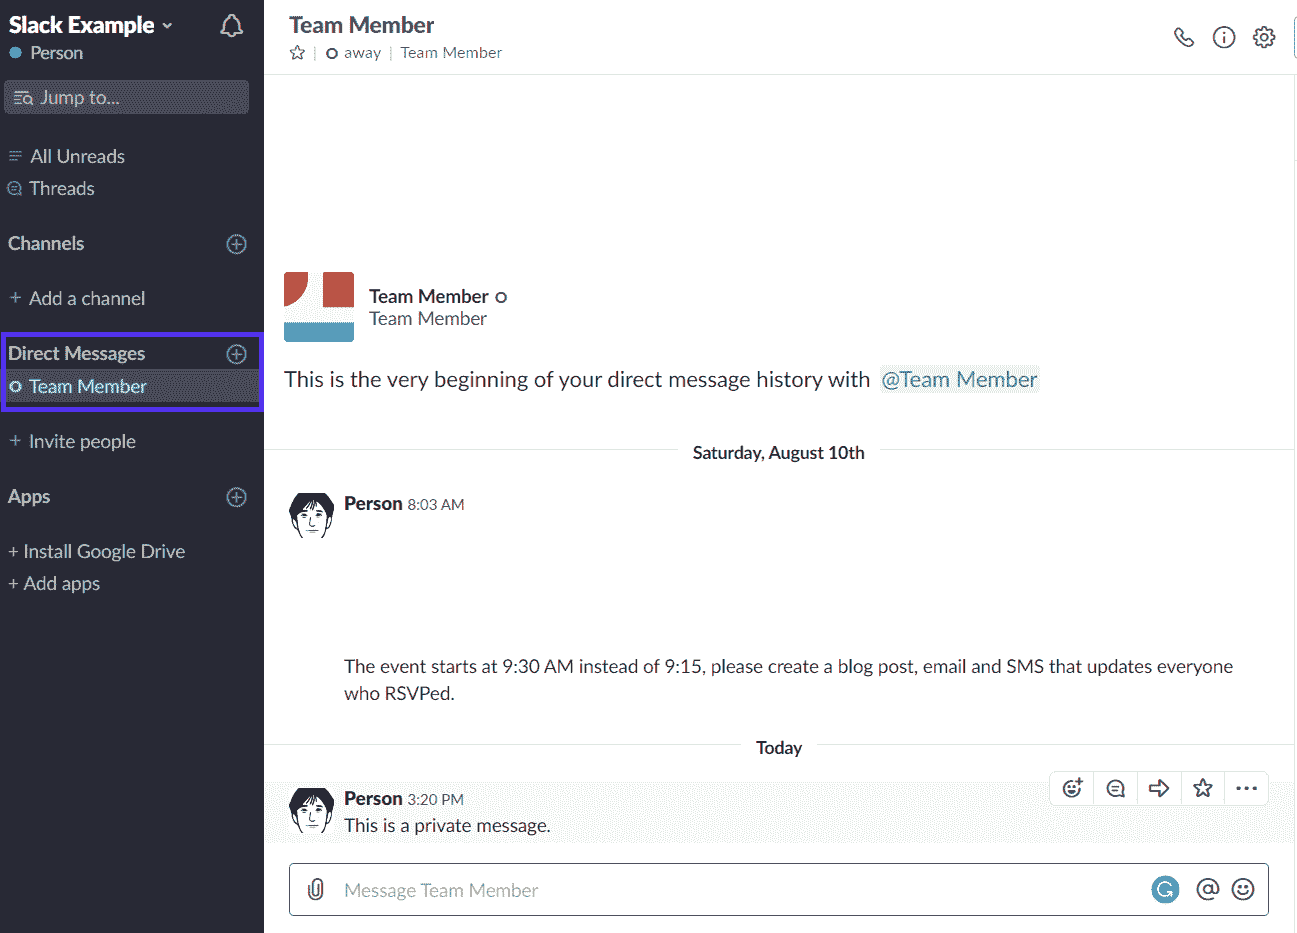 Slack Example
Person
Jump to...
All Unreads
Threads
Channels
+ Add a channel
Direct Messages
Team Member
+ Invite people
Apps
+ Install Google Drive
+ Add apps
Team Member
away | Team Member
Team Member
Team Member
This is the very beginning of your direct message history with @Team Member
Saturday, August 10th
Person 8:03 AM
The event starts at 9:30 AM instead of 9:15, please create a blog post, email and SMS that updates everyone
who RSVPed.
Today
Person 3:20 PM
This is a private message.
Message Team Member